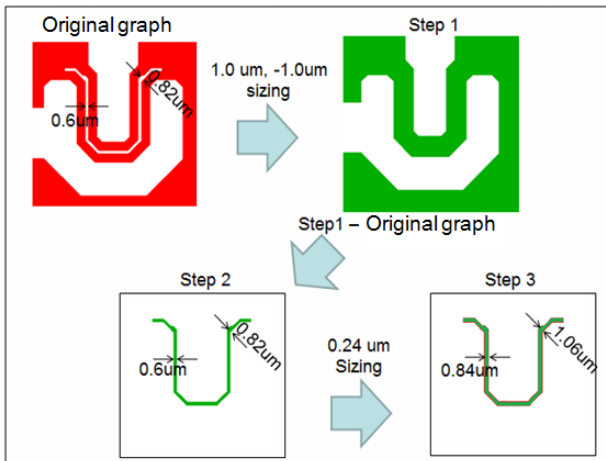 Original graph
0.6um
0.82um
1.0 um, -1.0um
sizing
Step 1
Step1 – Original graph
Step 2
0.6um
0.82um
0.24 um
Sizing
Step 3
0.84um
1.06um